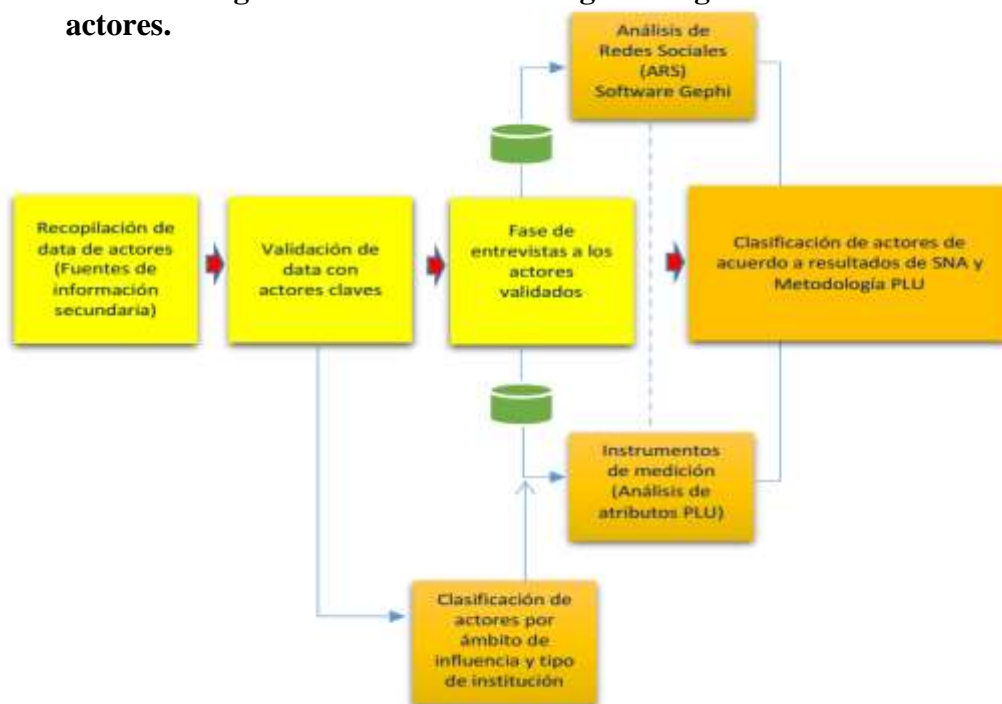 actores.
Análisis de
Redes Sociales
(ARS)
Software Gephi
Recopilación de
data de actores
(Fuentes de
información
secundaria)
Validación de
data con
actores claves
Fase de
entrevistas a los
actores
validados
Clasificación de actores de
acuerdo a resultados de SNA y
Metodología PLU
Instrumentos
de medición
(Análisis de
atributos PLU)
Clasificación de
actores por
ámbito de
influencia y tipo
de institución